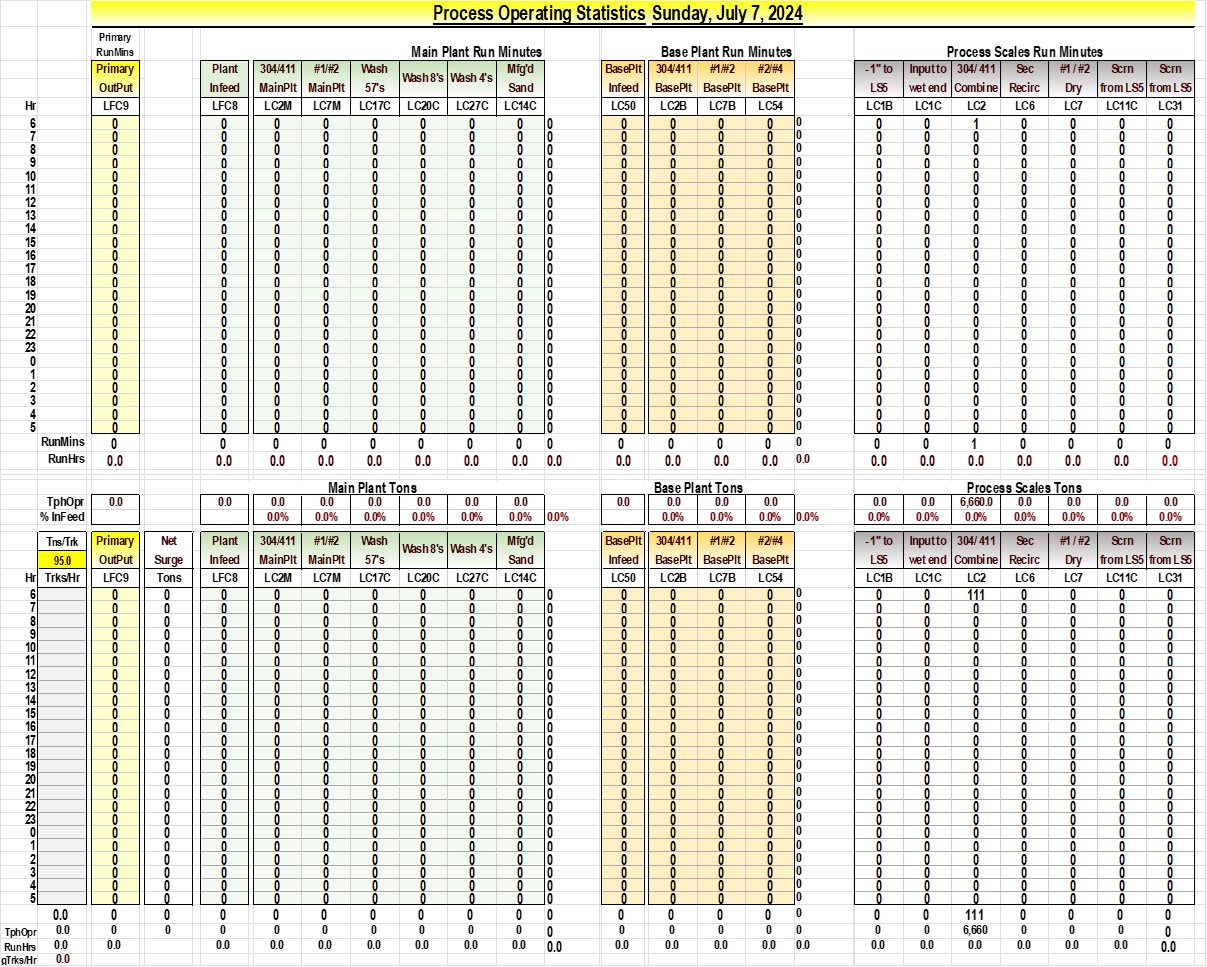 Process Operating Statistics Sunday, July 7, 2024
Primary
RunMins Main Plant Run Minutes Base Plant Run Minutes Process Scales Run Minutes
Primary Plant 304/411 #1/#2 Wash Wash 8's Wash 4's Mfg'd BasePlt 304/411 #1/#2 #2/#4 -1" to Input to 304/ 411 Sec #1 / #2 Scrn Scrn
OutPut Infeed MainPlt MainPlt 57's Sand Infeed BasePlt BasePlt BasePlt LS5 wet end Combine Recirc Dry from LS5 from LS5
Hr LFC9 LFC8 LC2M LC7M LC17C LC20C LC27C LC14C LC50 LC2B LC7B LC54 LC1B LC1C LC2 LC6 LC7 LC11C LC31
6 0 0 0 0 0 0 0 0 0 0 0 0 0 0 0 0 1 0 0 0 0
7 0 0 0 0 0 0 0 0 0 0 0 0 0 0 0 0 0 0 0 0 0
8 0 0 0 0 0 0 0 0 0 0 0 0 0 0 0 0 0 0 0 0 0
9 0 0 0 0 0 0 0 0 0 0 0 0 0 0 0 0 0 0 0 0 0
10 0 0 0 0 0 0 0 0 0 0 0 0 0 0 0 0 0 0 0 0 0
11 0 0 0 0 0 0 0 0 0 0 0 0 0 0 0 0 0 0 0 0 0
12 0 0 0 0 0 0 0 0 0 0 0 0 0 0 0 0 0 0 0 0 0
13 0 0 0 0 0 0 0 0 0 0 0 0 0 0 0 0 0 0 0 0 0
14 0 0 0 0 0 0 0 0 0 0 0 0 0 0 0 0 0 0 0 0 0
15 0 0 0 0 0 0 0 0 0 0 0 0 0 0 0 0 0 0 0 0 0
16 0 0 0 0 0 0 0 0 0 0 0 0 0 0 0 0 0 0 0 0 0
17 0 0 0 0 0 0 0 0 0 0 0 0 0 0 0 0 0 0 0 0 0
18 0 0 0 0 0 0 0 0 0 0 0 0 0 0 0 0 0 0 0 0 0
19 0 0 0 0 0 0 0 0 0 0 0 0 0 0 0 0 0 0 0 0 0
20 0 0 0 0 0 0 0 0 0 0 0 0 0 0 0 0 0 0 0 0 0
21 0 0 0 0 0 0 0 0 0 0 0 0 0 0 0 0 0 0 0 0 0
22 0 0 0 0 0 0 0 0 0 0 0 0 0 0 0 0 0 0 0 0 0
23 0 0 0 0 0 0 0 0 0 0 0 0 0 0 0 0 0 0 0 0 0
0 0 0 0 0 0 0 0 0 0 0 0 0 0 0 0 0 0 0 0 0 0
1 0 0 0 0 0 0 0 0 0 0 0 0 0 0 0 0 0 0 0 0 0
2 0 0 0 0 0 0 0 0 0 0 0 0 0 0 0 0 0 0 0 0 0
3 0 0 0 0 0 0 0 0 0 0 0 0 0 0 0 0 0 0 0 0 0
4 0 0 0 0 0 0 0 0 0 0 0 0 0 0 0 0 0 0 0 0 0
5 0 0 0 0 0 0 0 0 0 0 0 0 0 0 0 0 0 0 0 0 0
RunMins 0 0 0 0 0 0 0 0 0 0 0 0 0 0 0 0 1 0 0 0 0
RunHrs 0.0 0.0 0.0 0.0 0.0 0.0 0.0 0.0 0.0 0.0 0.0 0.0 0.0 0.0 0.0 0.0 0.0 0.0 0.0 0.0 0.0
Main Plant Tons Base Plant Tons Process Scales Tons
TphOpr 0.0 0.0 0.0 0.0 0.0 0.0 0.0 0.0 0.0 0.0 0.0 0.0 0.0 0.0 6,660.0 0.0 0.0 0.0 0.0
% InFeed 0.0% 0.0% 0.0% 0.0% 0.0% 0.0% 0.0% 0.0% 0.0% 0.0% 0.0% 0.0% 0.0% 0.0% 0.0% 0.0% 0.0% 0.0%
Tns/Trk Primary Net Plant 304/411 #1/#2 Wash Wash 8's Wash 4's Mfg'd BasePlt 304/411 #1/#2 #2/#4 -1" to Input to 304/ 411 Sec #1 / #2 Scrn Scrn
95.0 OutPut Surge Infeed MainPlt MainPlt 57's Sand Infeed BasePlt BasePlt BasePlt LS5 wet end Combine Recirc Dry from LS5 from LS5
Hr Trks/Hr LFC9 Tons LFC8 LC2M LC7M LC17C LC20C LC27C LC14C LC50 LC2B LC7B LC54 LC1B LC1C LC2 LC6 LC7 LC11C LC31
6 0 0 0 0 0 0 0 0 0 0 0 0 0 0 0 0 0 111 0 0 0 0
7 0 0 0 0 0 0 0 0 0 0 0 0 0 0 0 0 0 0 0 0 0 0
8 0 0 0 0 0 0 0 0 0 0 0 0 0 0 0 0 0 0 0 0 0 0
9 0 0 0 0 0 0 0 0 0 0 0 0 0 0 0 0 0 0 0 0 0 0
10 0 0 0 0 0 0 0 0 0 0 0 0 0 0 0 0 0 0 0 0 0 0
11 0 0 0 0 0 0 0 0 0 0 0 0 0 0 0 0 0 0 0 0 0 0
12 0 0 0 0 0 0 0 0 0 0 0 0 0 0 0 0 0 0 0 0 0 0
13 0 0 0 0 0 0 0 0 0 0 0 0 0 0 0 0 0 0 0 0 0 0
14 0 0 0 0 0 0 0 0 0 0 0 0 0 0 0 0 0 0 0 0 0 0
15 0 0 0 0 0 0 0 0 0 0 0 0 0 0 0 0 0 0 0 0 0 0
16 0 0 0 0 0 0 0 0 0 0 0 0 0 0 0 0 0 0 0 0 0 0
17 0 0 0 0 0 0 0 0 0 0 0 0 0 0 0 0 0 0 0 0 0 0
18 0 0 0 0 0 0 0 0 0 0 0 0 0 0 0 0 0 0 0 0 0 0
19 0 0 0 0 0 0 0 0 0 0 0 0 0 0 0 0 0 0 0 0 0 0
20 0 0 0 0 0 0 0 0 0 0 0 0 0 0 0 0 0 0 0 0 0 0
21 0 0 0 0 0 0 0 0 0 0 0 0 0 0 0 0 0 0 0 0 0 0
22 0 0 0 0 0 0 0 0 0 0 0 0 0 0 0 0 0 0 0 0 0 0
23 0 0 0 0 0 0 0 0 0 0 0 0 0 0 0 0 0 0 0 0 0 0
0 0 0 0 0 0 0 0 0 0 0 0 0 0 0 0 0 0 0 0 0 0 0
1 0 0 0 0 0 0 0 0 0 0 0 0 0 0 0 0 0 0 0 0 0 0
2 0 0 0 0 0 0 0 0 0 0 0 0 0 0 0 0 0 0 0 0 0 0
3 0 0 0 0 0 0 0 0 0 0 0 0 0 0 0 0 0 0 0 0 0 0
4 0 0 0 0 0 0 0 0 0 0 0 0 0 0 0 0 0 0 0 0 0 0
5 0 0 0 0 0 0 0 0 0 0 0 0 0 0 0 0 0 0 0 0 0 0
0.0 0 0 0 0 0 0 0 0 0 0 0 0 0 0 0 0 0 111 0 0 0 0
TphOpr 0.0 0 0 0 0 0 0 0 0 0 0 0 0 0 0 0 0 6,660 0 0 0 0
RunHrs 0.0 0.0 0.0 0.0 0.0 0.0 0.0 0.0 0.0 0.0 0.0 0.0 0.0 0.0 0.0 0.0 0.0 0.0 0.0 0.0 0.0 0.0
gTrks/Hr 0.0